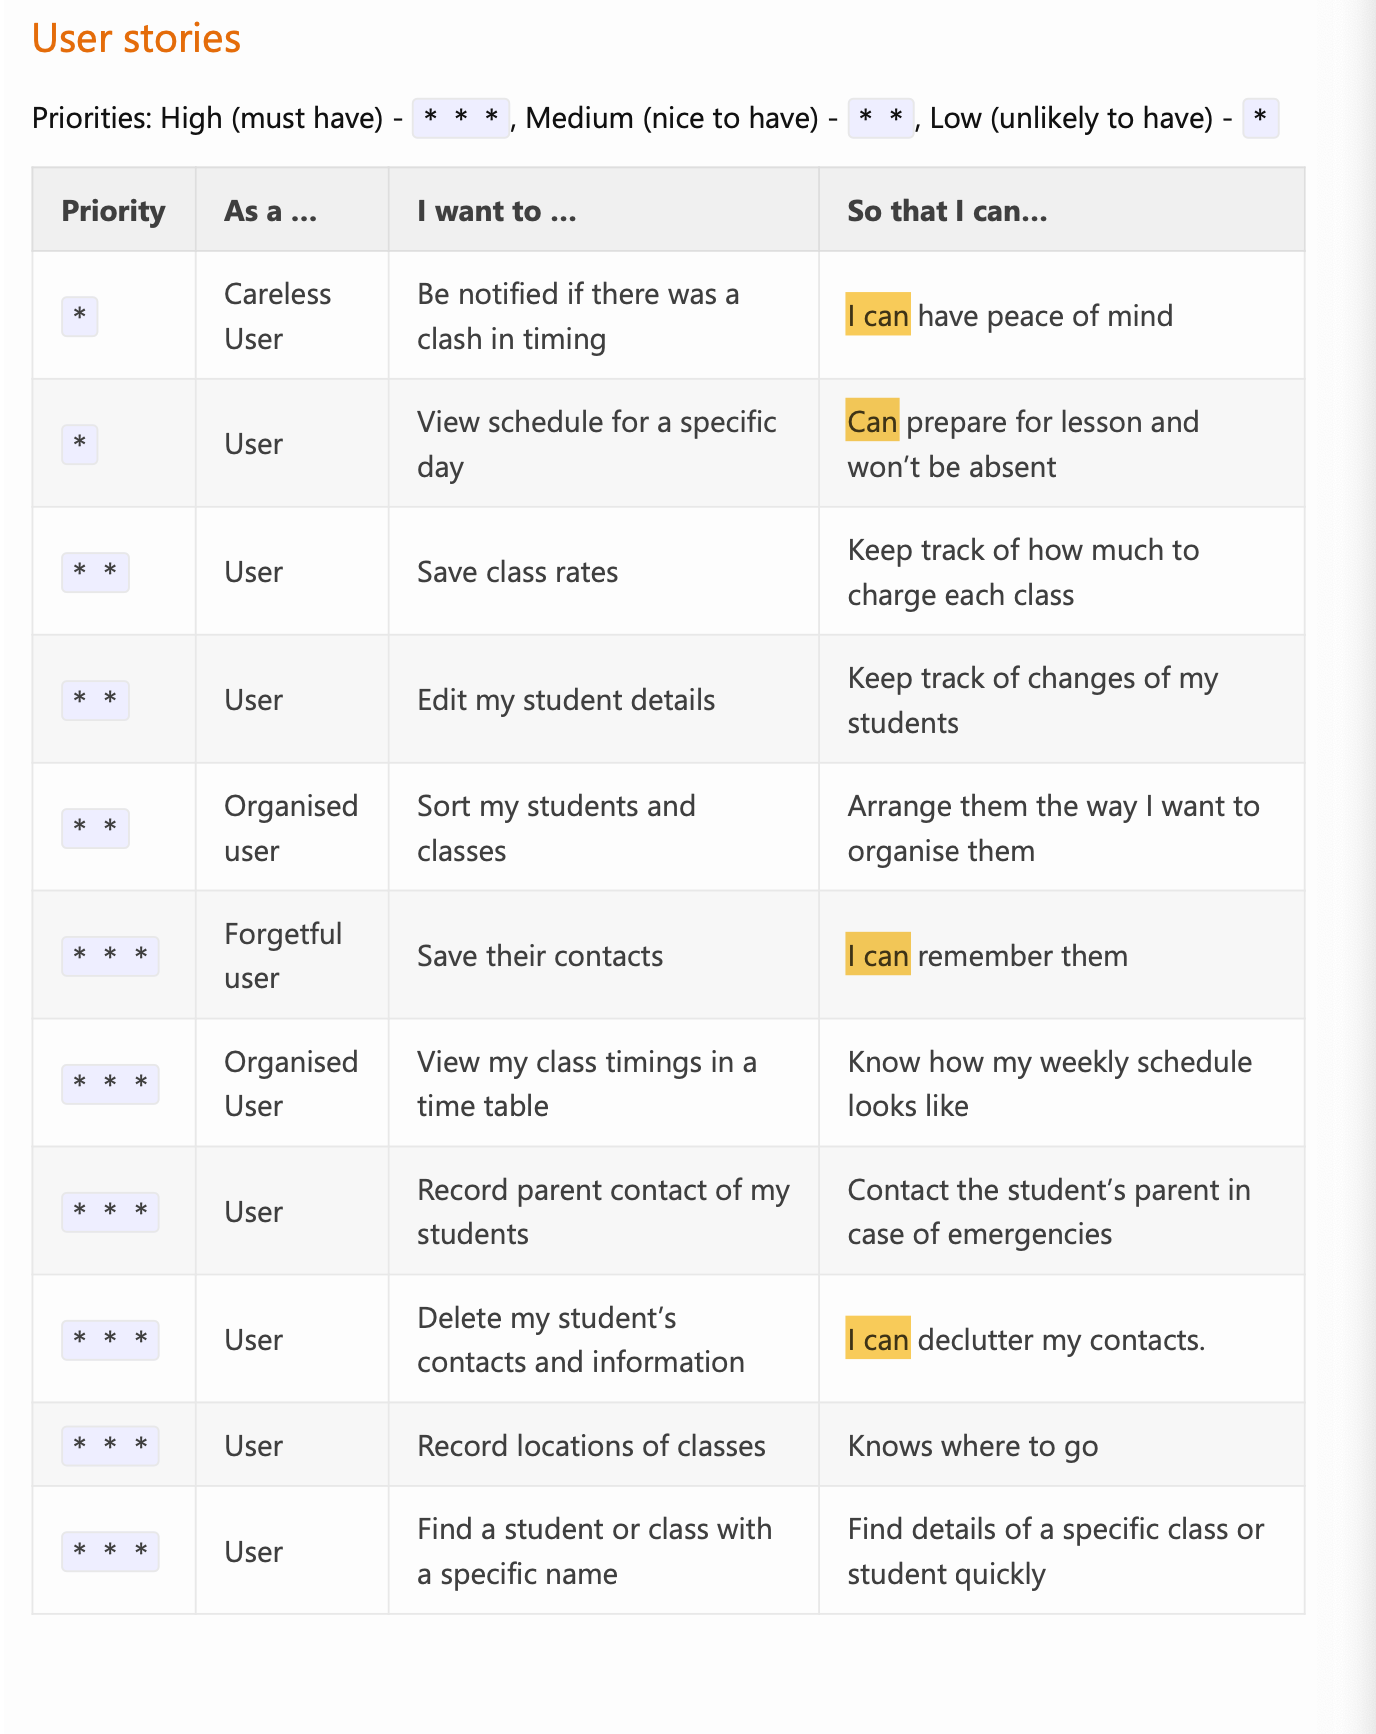 User stories
Priorities: High (must have) - * * *, Medium (nice to have) - * *, Low (unlikely to have) - *
Priority As a ... I want to ... So that I can...
* Careless User Be notified if there was a clash in timing I can have peace of mind
* User View schedule for a specific day Can prepare for lesson and won’t be absent
* * User Save class rates Keep track of how much to charge each class
* * User Edit my student details Keep track of changes of my students
* * Organised user Sort my students and classes Arrange them the way I want to organise them
* * * Forgetful user Save their contacts I can remember them
* * * Organised User View my class timings in a time table Know how my weekly schedule looks like
* * * User Record parent contact of my students Contact the student’s parent in case of emergencies
* * * User Delete my student’s contacts and information I can declutter my contacts.
* * * User Record locations of classes Knows where to go
* * * User Find a student or class with a specific name Find details of a specific class or student quickly